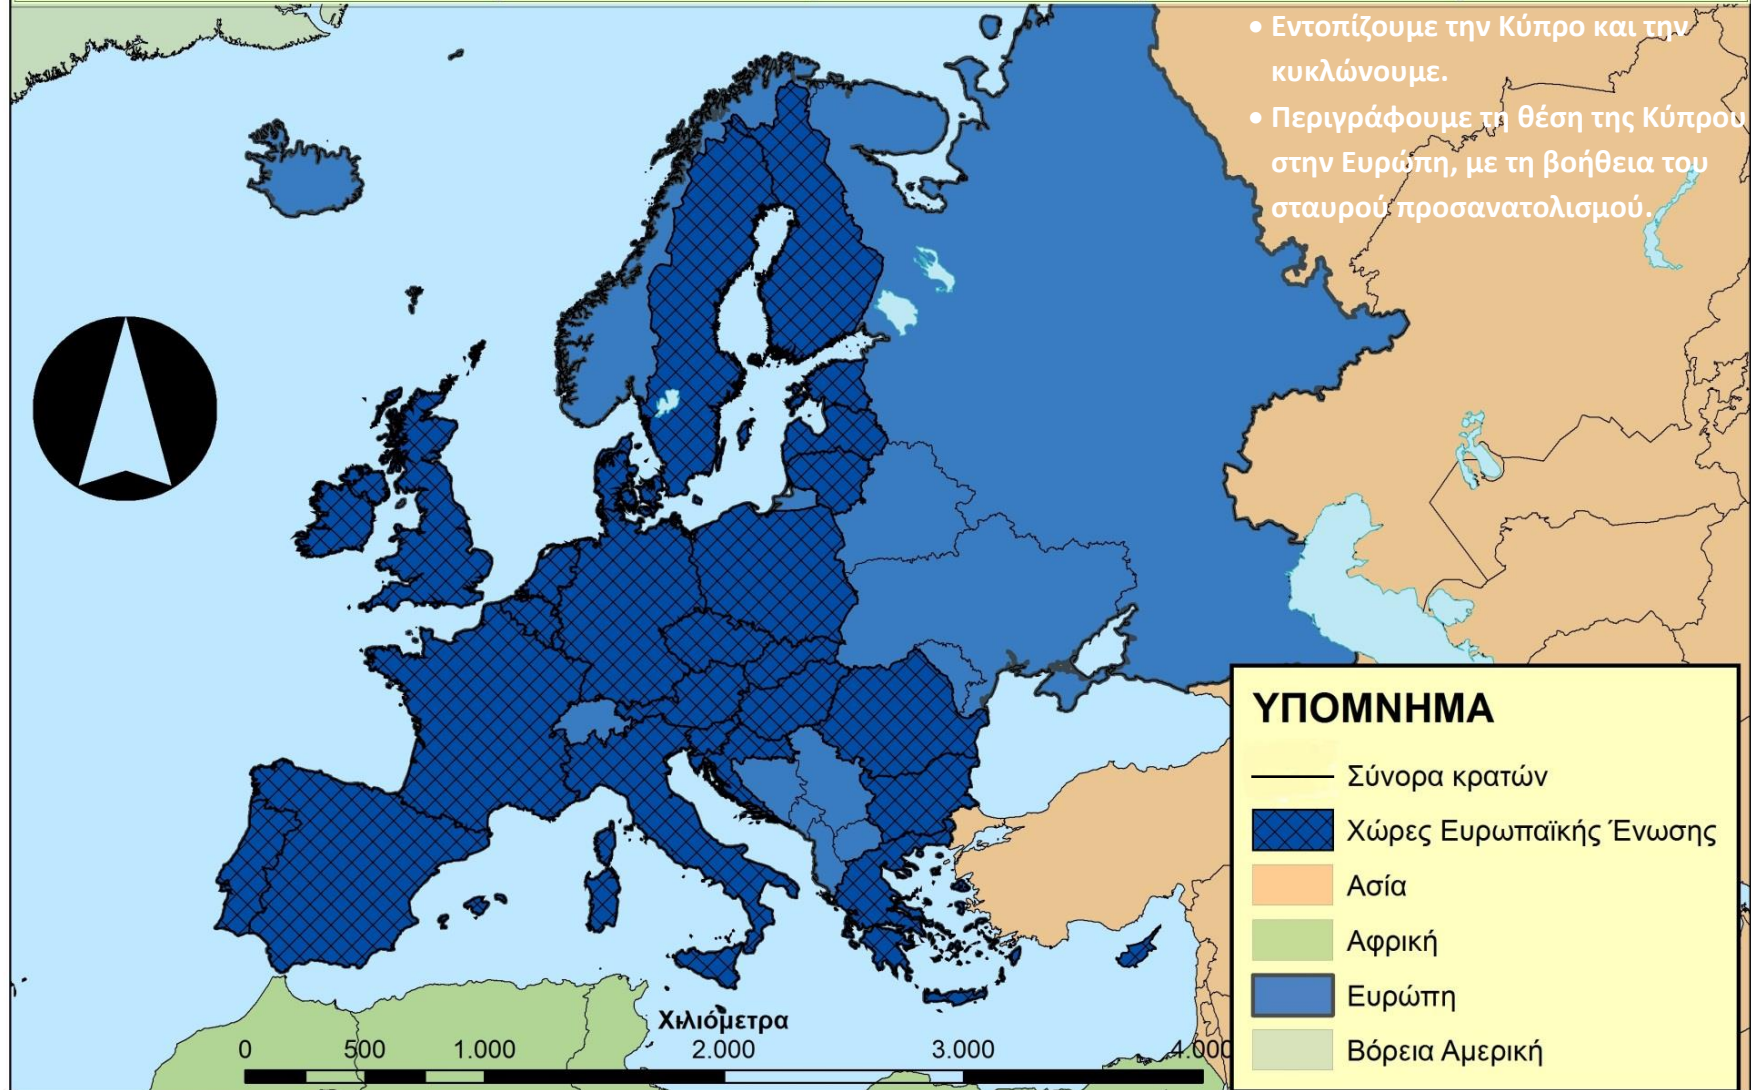 • Εντοπίζουμε την Κύπρο και την
κυκλώνουμε.
• Περιγράφουμε τη θέση της Κύπρου
στην Ευρώπη, με τη βοήθεια του
σταυρού προσανατολισμού.
ΥΠΟΜΝΗΜΑ
Σύνορα κρατών
Χώρες Ευρωπαϊκής Ένωσης
Ασία
Αφρική
Ευρώπη
Βόρεια Αμερική
Χιλιόμετρα
0 500 1.000 2.000 3.000 4.000